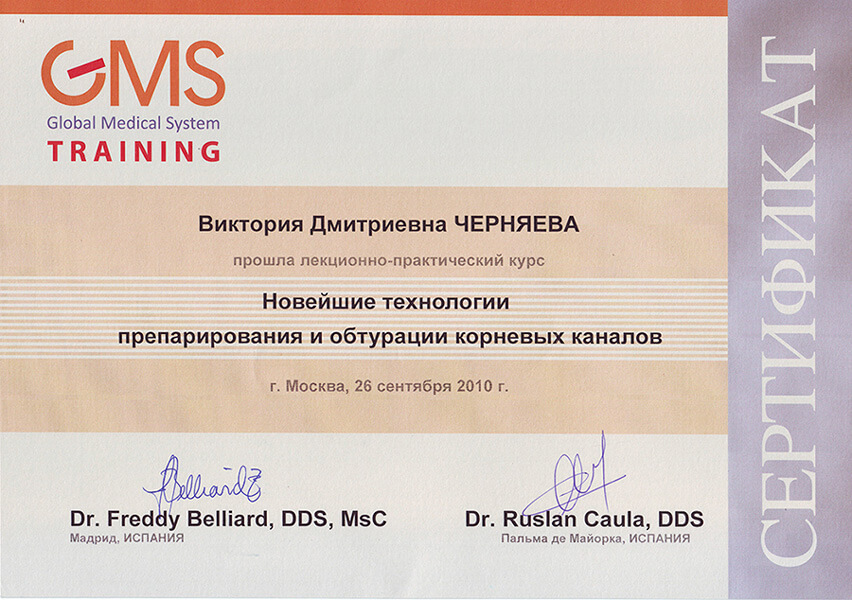 GMS
Global Medical System
TRAINING
СЕРТИФИКАТ
Виктория Дмитриевна ЧЕРНЯЕВА
прошла лекционно-практический курс
Новейшие технологии
препарирования и обтурации корневых каналов
г. Москва, 26 сентября 2010 г.
Belliard
Dr. Freddy Belliard, DDS, MsC
Мадрид, ИСПАНИЯ
Dr. Ruslan Caula, DDS
Пальма де Майорка, ИСПАНИЯ